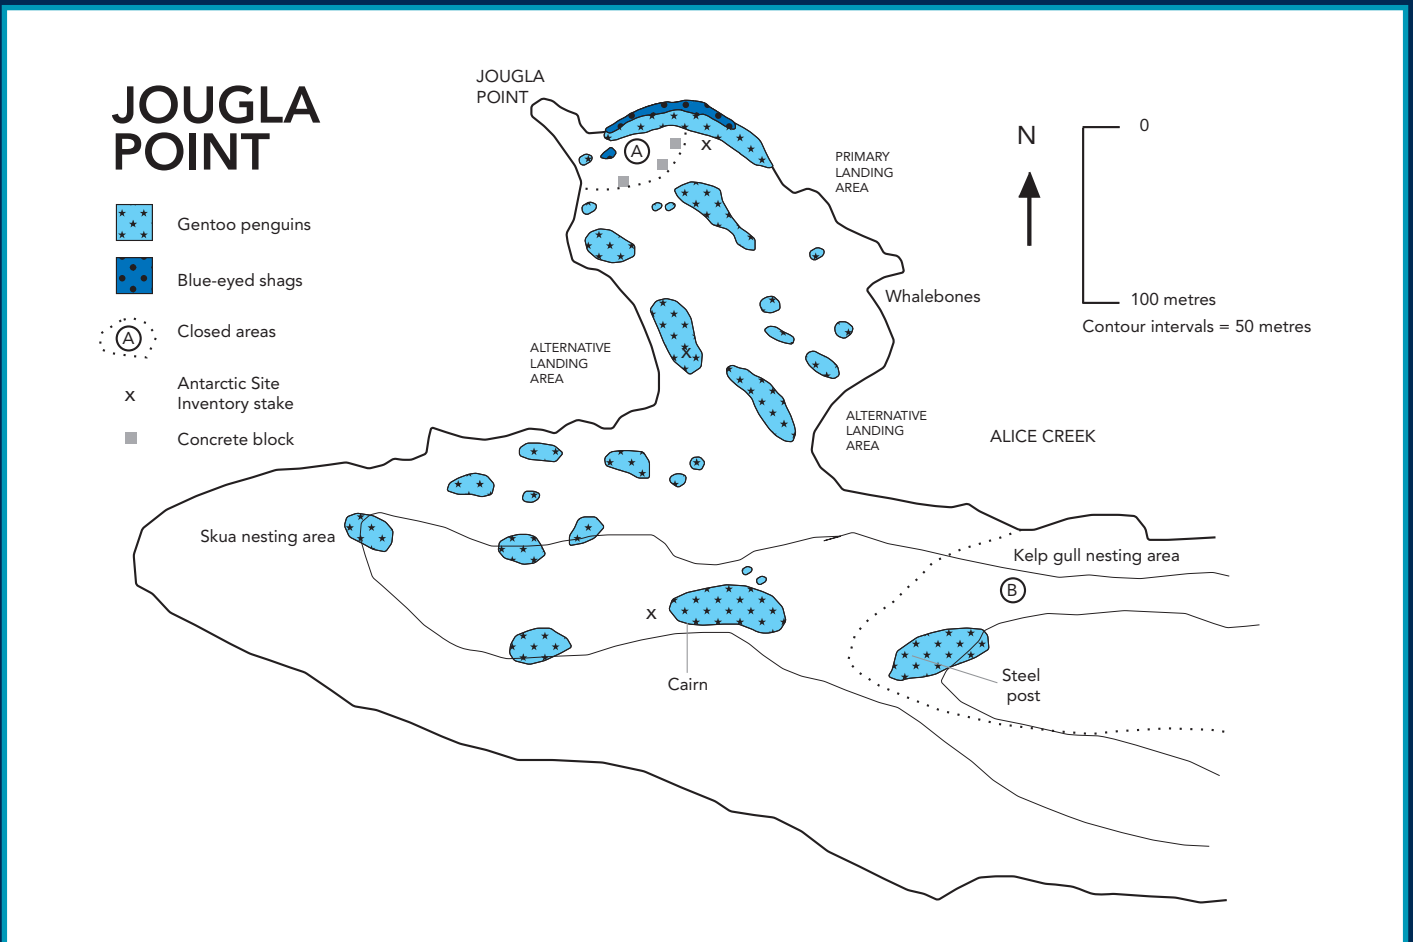 JOUGLA
POINT
JOUGLA
POINT
Gentoo penguins
Blue-eyed shags
A
Closed areas
x
Antarctic Site
Inventory stake
Concrete block
A
x
PRIMARY
LANDING
AREA
N
0
100 metres
Contour intervals = 50 metres
Whalebones
ALTERNATIVE
LANDING
AREA
x
ALTERNATIVE
LANDING
AREA
ALICE CREEK
Skua nesting area
Kelp gull nesting area
B
x
Cairn
Steel
post